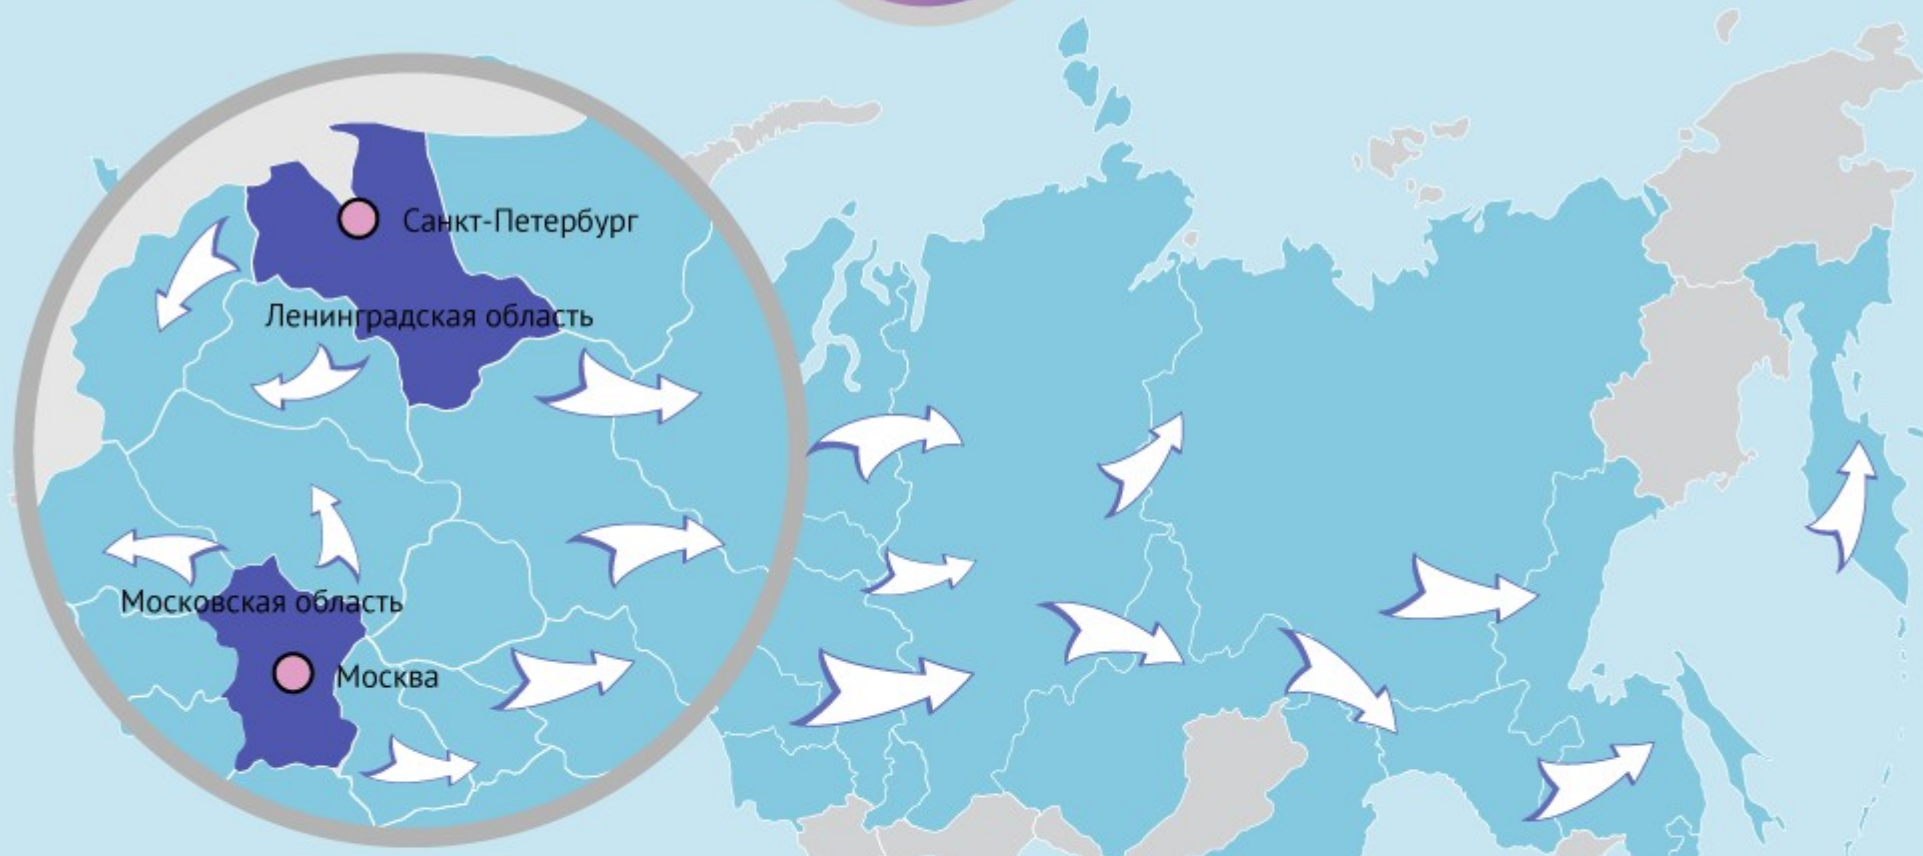 Санкт-Петербург
Ленинградская область
Московская область
Москва